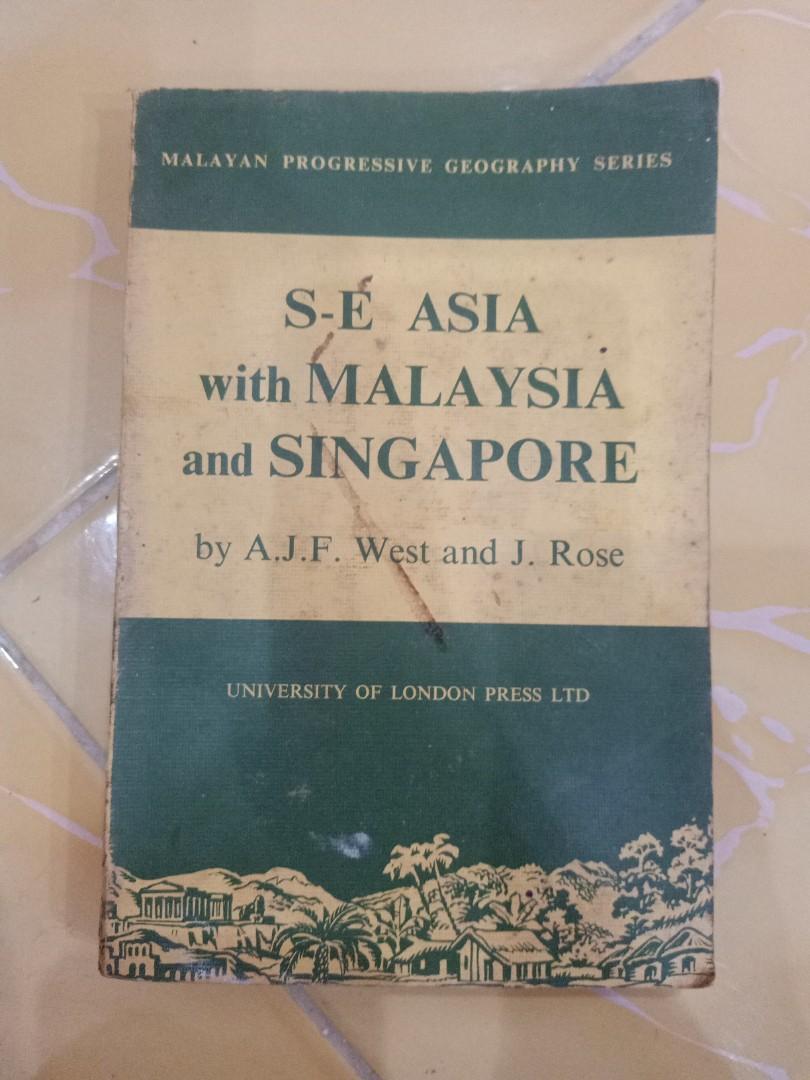 MALAYAN PROGRESSIVE GEOGRAPHY SERIES
S-E ASIA
with MALAYSIA
and SINGAPORE
by A.J.F. West and J. Rose
UNIVERSITY OF LONDON PRESS LTD